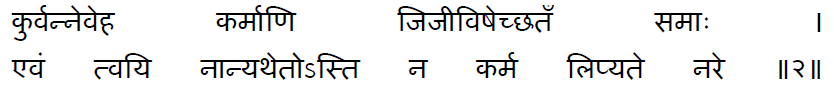 कुर्वन्नेवेह कर्माणि जिजीविषेच्छतँ समाः ।
एवं त्वयि नान्यथेतोऽस्ति न कर्म लिप्यते नरे ॥२॥